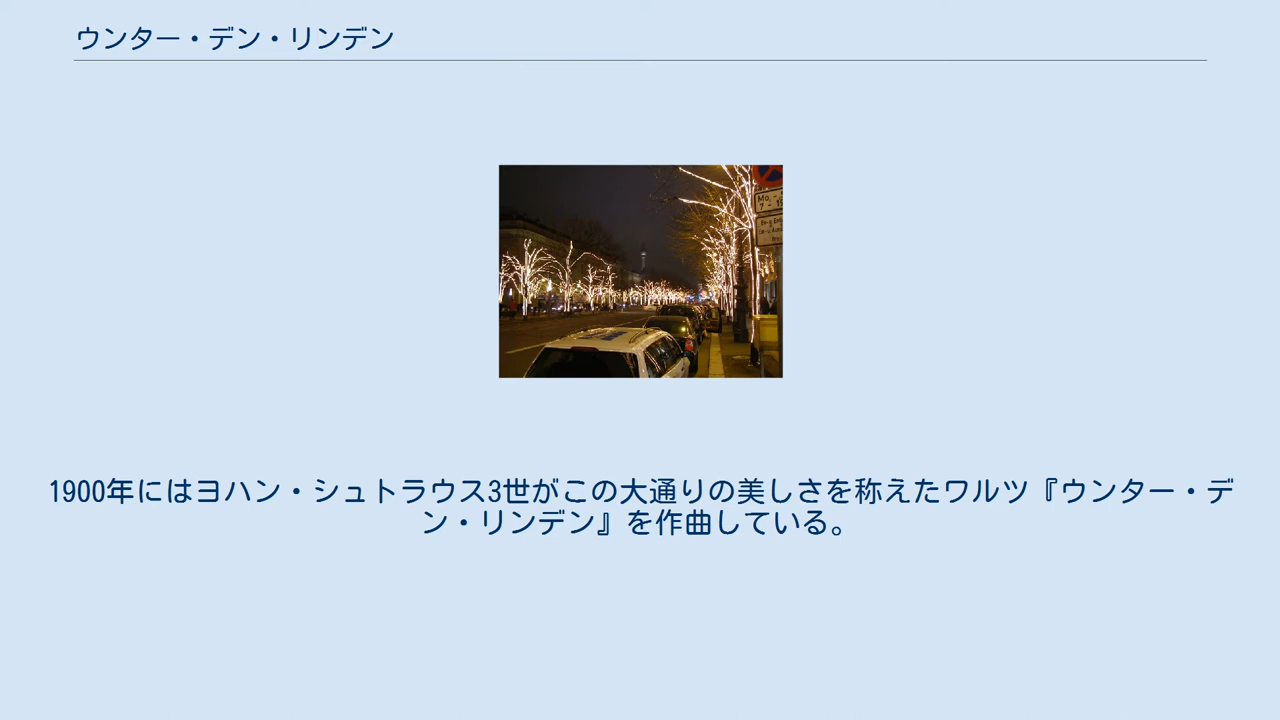 ウンター・デン・リンデン
Mo, -
7 - 1
1900年にはヨハン・シュトラウス3世がこの大通りの美しさを称えたワルツ『ウンター・デ
ン・リンデン』を作曲している。